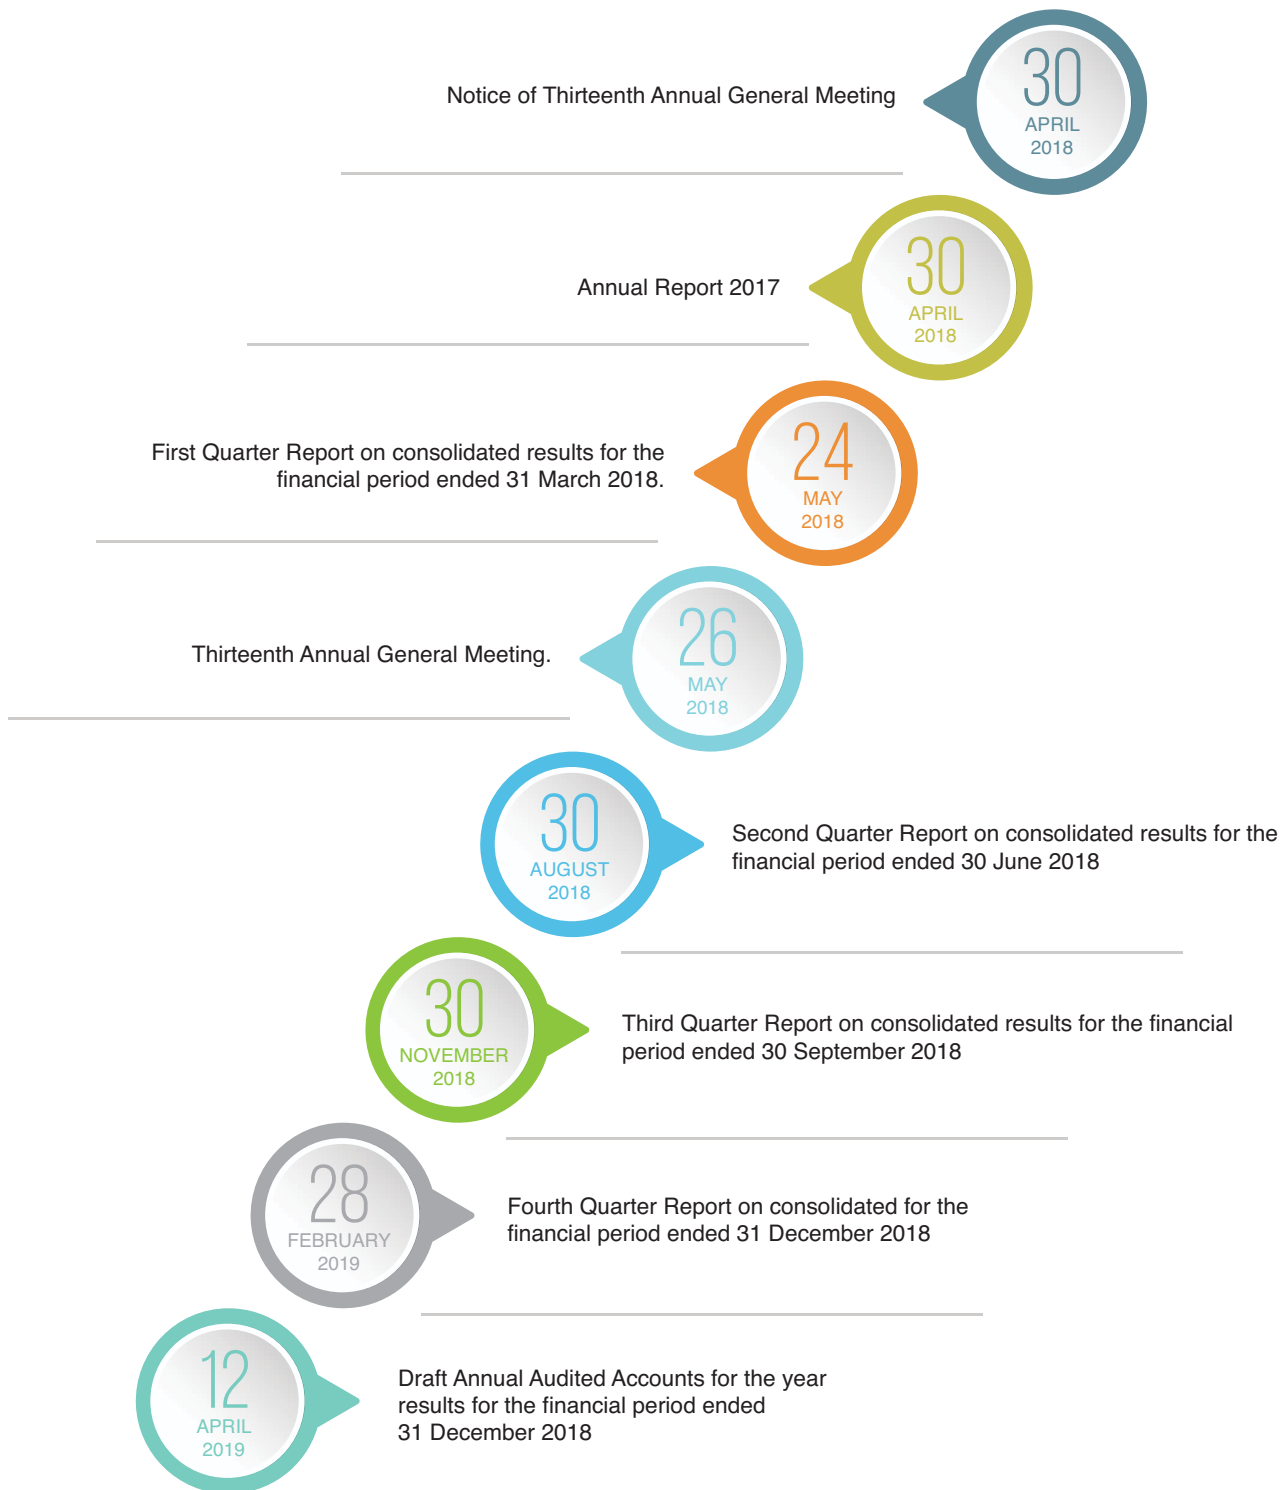 Notice of Thirteenth Annual General Meeting
30
APRIL
2018
Annual Report 2017
30
APRIL
2018
First Quarter Report on consolidated results for the
financial period ended 31 March 2018.
24
MAY
2018
Thirteenth Annual General Meeting.
26
MAY
2018
30
AUGUST
2018
Second Quarter Report on consolidated results for the
financial period ended 30 June 2018
30
NOVEMBER
2018
Third Quarter Report on consolidated results for the financial
period ended 30 September 2018
28
FEBRUARY
2019
Fourth Quarter Report on consolidated for the
financial period ended 31 December 2018
12
APRIL
2019
Draft Annual Audited Accounts for the year
results for the financial period ended
31 December 2018